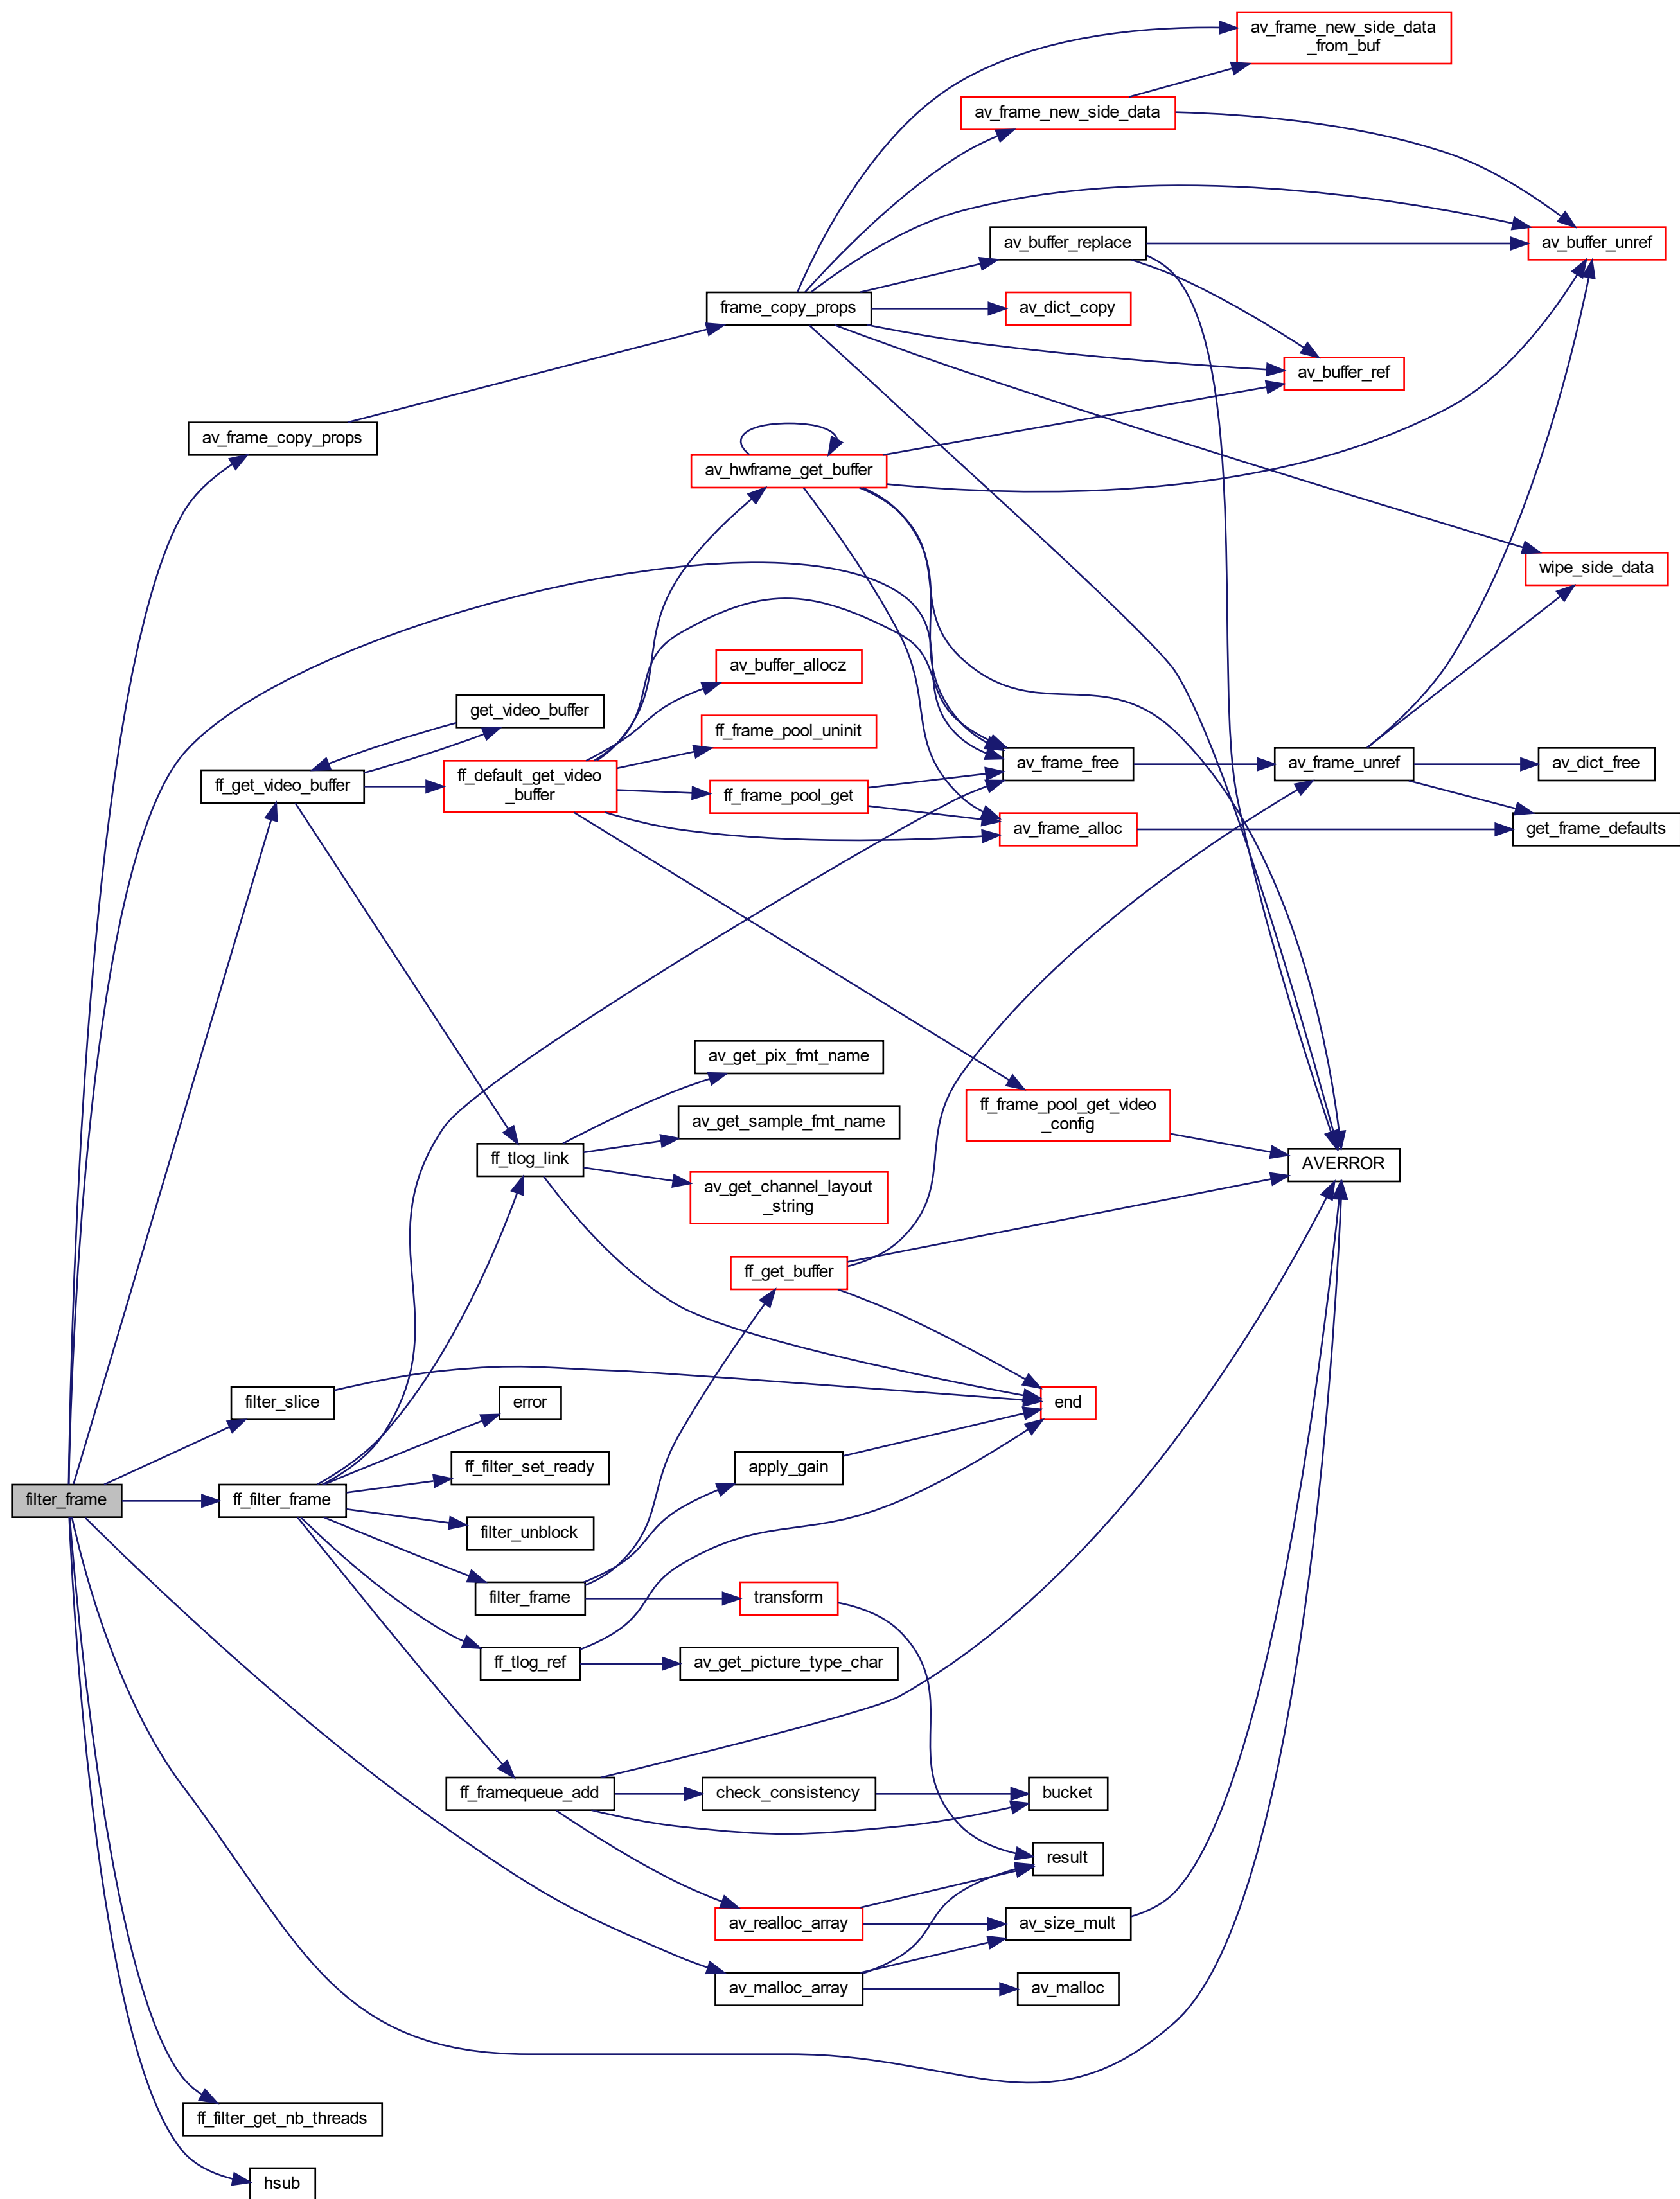 av_frame_new_side_data
_from_buf
av_frame_new_side_data
av_buffer_replace
av_buffer_unref
frame_copy_props
av_dict_copy
av_buffer_ref
av_frame_copy_props
av_hwframe_get_buffer
wipe_side_data
av_buffer_allocz
get_video_buffer
ff_frame_pool_uninit
ff_get_video_buffer
ff_default_get_video
_buffer
ff_frame_pool_get
av_frame_free
av_frame_unref
av_dict_free
av_frame_alloc
get_frame_defaults
av_get_pix_fmt_name
av_get_sample_fmt_name
ff_frame_pool_get_video
_config
ff_tlog_link
AVERROR
av_get_channel_layout
_string
ff_get_buffer
filter_slice
error
end
ff_filter_set_ready
apply_gain
filter_frame
ff_filter_frame
filter_unblock
filter_frame
transform
ff_tlog_ref
av_get_picture_type_char
ff_framequeue_add
check_consistency
bucket
result
av_realloc_array
av_size_mult
av_malloc_array
av_malloc
ff_filter_get_nb_threads
hsub